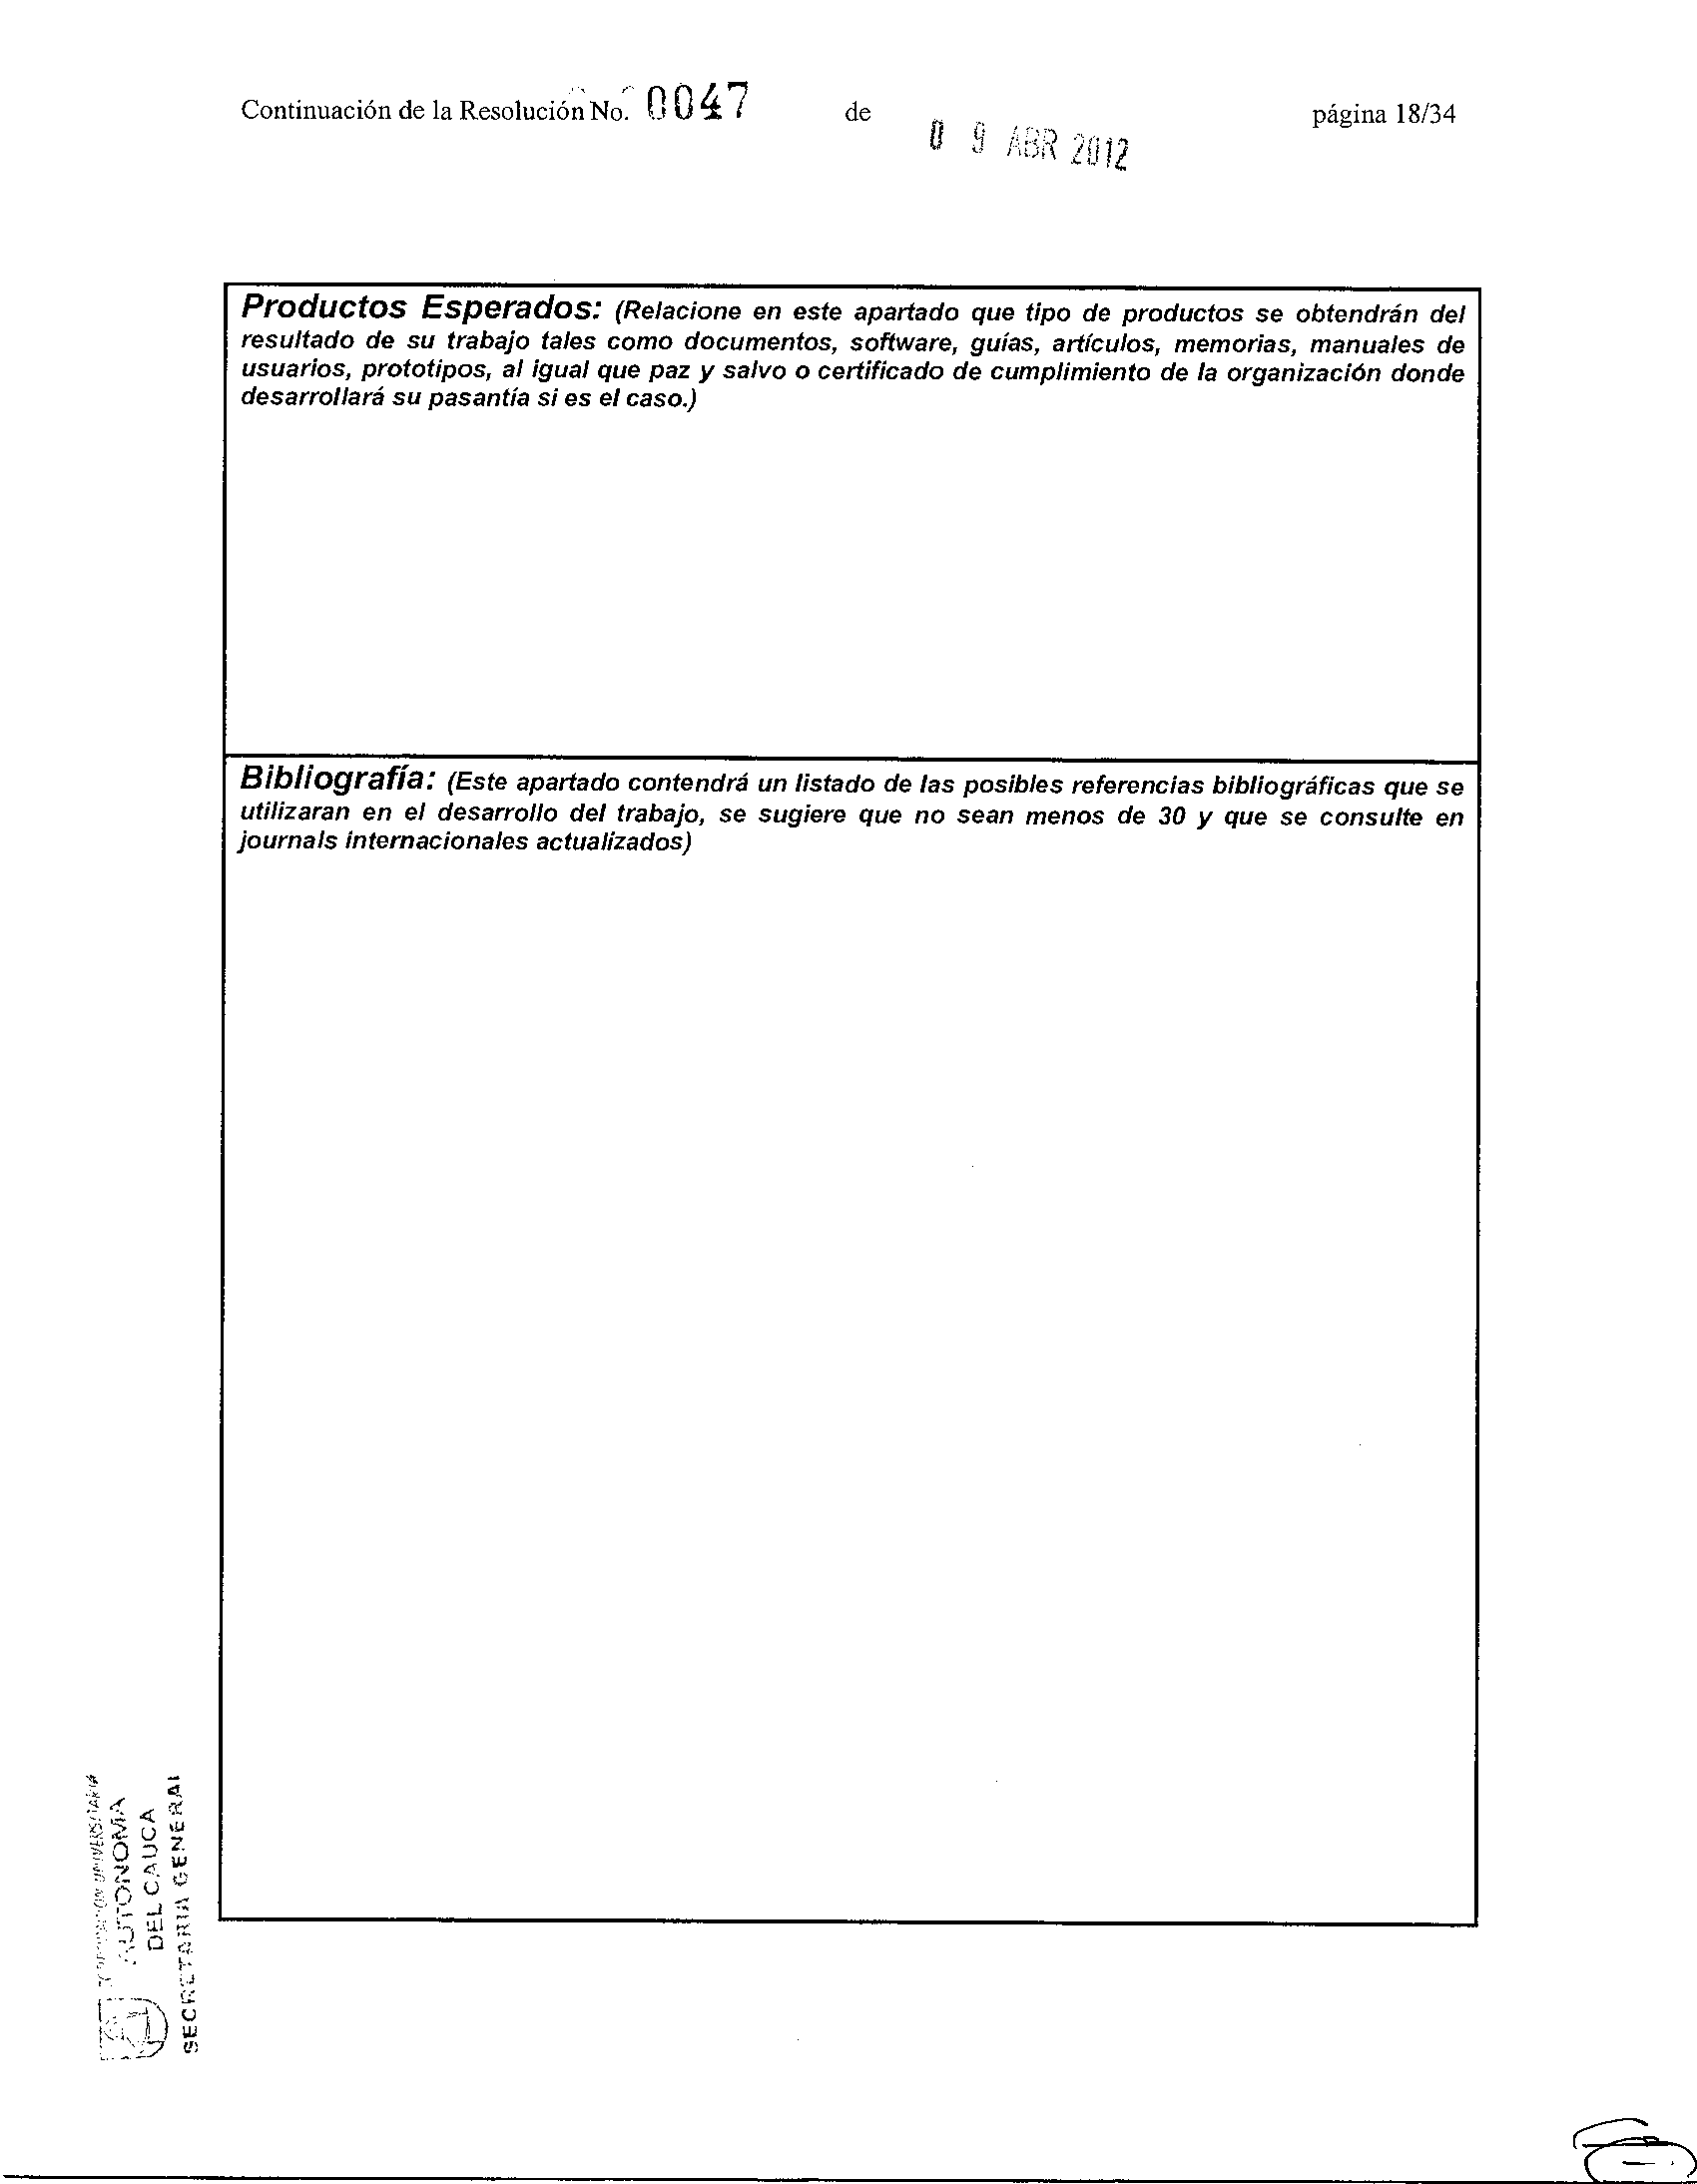 Continuación de la Resolución No. 0047 de página 18/34
09 ABR 2012
Productos Esperados: (Relacione en este apartado que tipo de productos se obtendrán del
resultado de su trabajo tales como documentos, software, guías, artículos, memorias, manuales de
usuarios, prototipos, al igual que paz y salvo o certificado de cumplimiento de la organización donde
desarrollará su pasantía si es el caso.)
Bibliografía: (Este apartado contendrá un listado de las posibles referencias bibliográficas que se
utilizaran en el desarrollo del trabajo, se sugiere que no sean menos de 30 y que se consulte en
journals internacionales actualizados)
UNIVERSITARIA
AUTONOMA
DEL CAUCA
SECRETARIA GENERAL